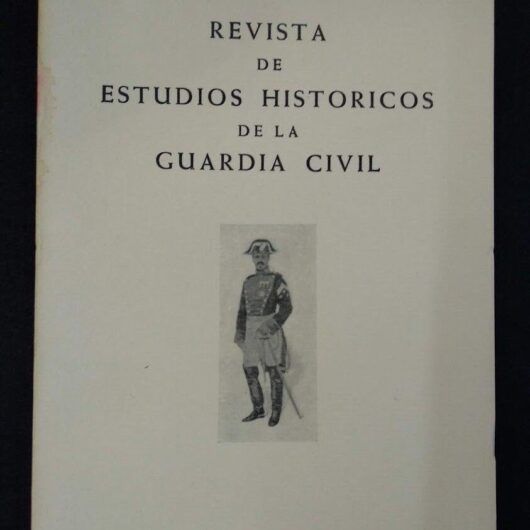 REVISTA
DE
ESTUDIOS HISTORICOS
DE LA
GUARDIA CIVIL